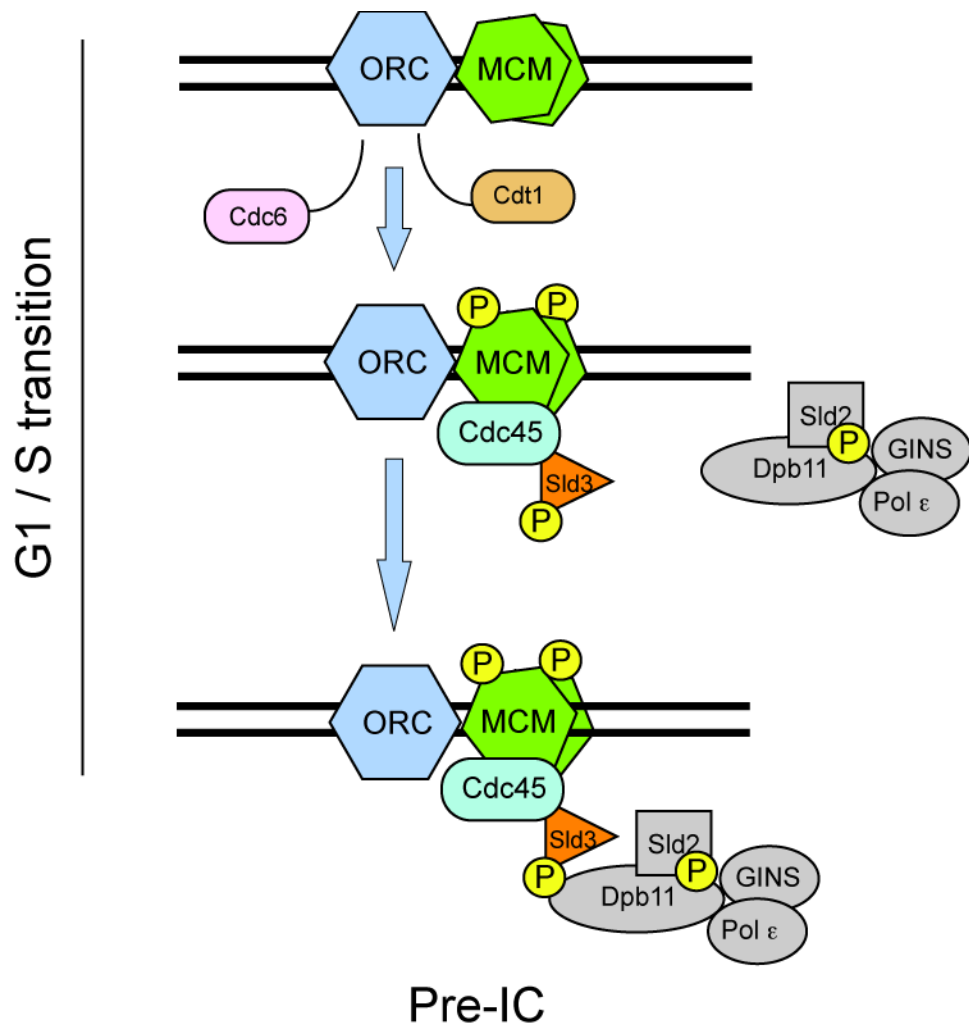 G1 / S transition
ORC
MCM
Cdc6
Cdt1
P
P
ORC
MCM
Cdc45
Sld3
P
Sld2
P
Dpb11
GINS
Pol ε
P
P
ORC
MCM
Cdc45
Sld3
P
Sld2
P
Dpb11
GINS
Pol ε
Pre-IC